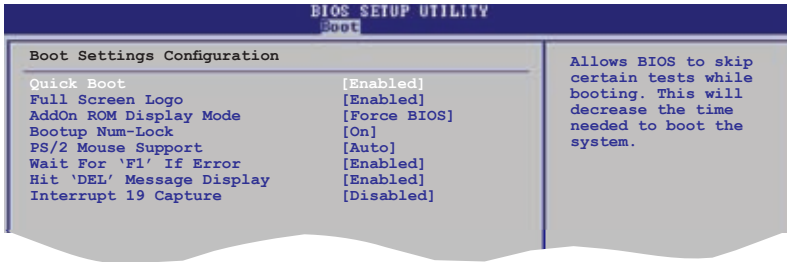 BIOS SETUP UTILITY
Boot
Boot Settings Configuration
Quick Boot [Enabled]
Full Screen Logo [Enabled]
AddOn ROM Display Mode [Force BIOS]
Bootup Num-Lock [On]
PS/2 Mouse Support [Auto]
Wait For ‘F1’ If Error [Enabled]
Hit ‘DEL’ Message Display [Enabled]
Interrupt 19 Capture [Disabled]
Allows BIOS to skip
certain tests while
booting. This will
decrease the time
needed to boot the
system.